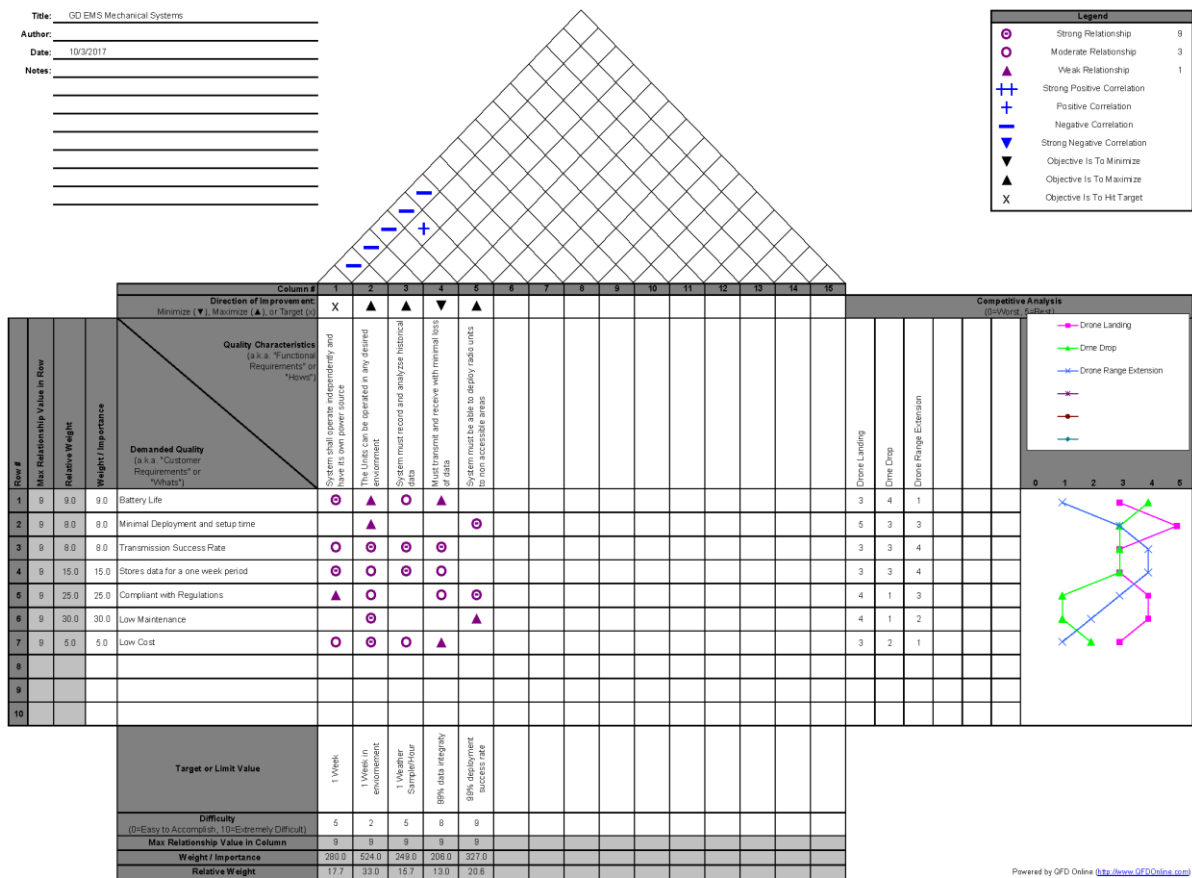 Title: GD EMS Mechanical Systems
Author:
Date: 10/3/2017
Notes:
Legend
Strong Relationship 9
Moderate Relationship 3
Weak Relationship 1
Strong Positive Correlation
Positive Correlation
Negative Correlation
Strong Negative Correlation
Objective Is To Minimize
Objective Is To Maximize
X Objective Is To Hit Target
Column # 1 2 3 4 5 6 7 8 9 10 11 12 13 14 15
Direction of Improvement:
Minimize (▼), Maximize (▲), or Target (x)
X ▲ ▲ ▼ ▲
Competitive Analysis
(0=Worst, 5=Best)
Row #
Max Relationship Value in Row
Relative Weight
Weight / Importance
Quality Characteristics
(a.k.a. "Functional
Requirements" or
"Hows")
Demanded Quality
(a.k.a. "Customer
Requirements" or
"Whats")
System shall operate independently and
have its own power source
The Units can be operated in any desired
enviornment
System must record and analyzse historical
data
Must transmit and receive with minimal loss
of data
System must be able to deploy radio units
to non accessible areas
Drone Landing
Drne Drop
Drone Range Extension
Drone Landing
Drne Drop
Drone Range Extension
0 1 2 3 4 5
1 9 9.0 9.0 Battery Life 3 4 1
2 9 8.0 8.0 Minimal Deployment and setup time 5 3 3
3 9 8.0 8.0 Transmission Success Rate 3 3 4
4 9 15.0 15.0 Stores data for a one week period 3 3 4
5 9 25.0 25.0 Compliant with Regulations 4 1 3
6 9 30.0 30.0 Low Maintenance 4 1 2
7 9 5.0 5.0 Low Cost 3 2 1
8
9
10
Target or Limit Value
1 Week
1 Week in
enviornement
1 Weather
Sample/Hour
99% data integraty
99% deployment
success rate
Difficulty
(0=Easy to Accomplish, 10=Extremely Difficult)
5 2 5 8 9
Max Relationship Value in Column 9 9 9 9 9
Weight / Importance 280.0 524.0 249.0 206.0 327.0
Relative Weight 17.7 33.0 15.7 13.0 20.6
Powered by QFD Online (http://www.QFDOnline.com)